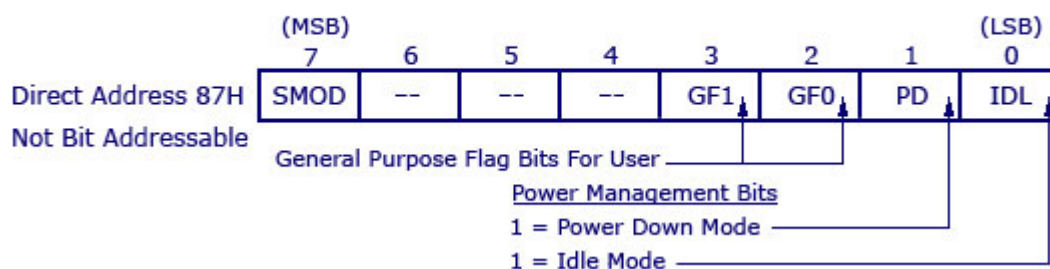 (MSB) (LSB)
7 6 5 4 3 2 1 0
Direct Address 87H SMOD -- -- -- GF1 GF0 PD IDL
Not Bit Addressable
General Purpose Flag Bits For User
Power Management Bits
1 = Power Down Mode
1 = Idle Mode